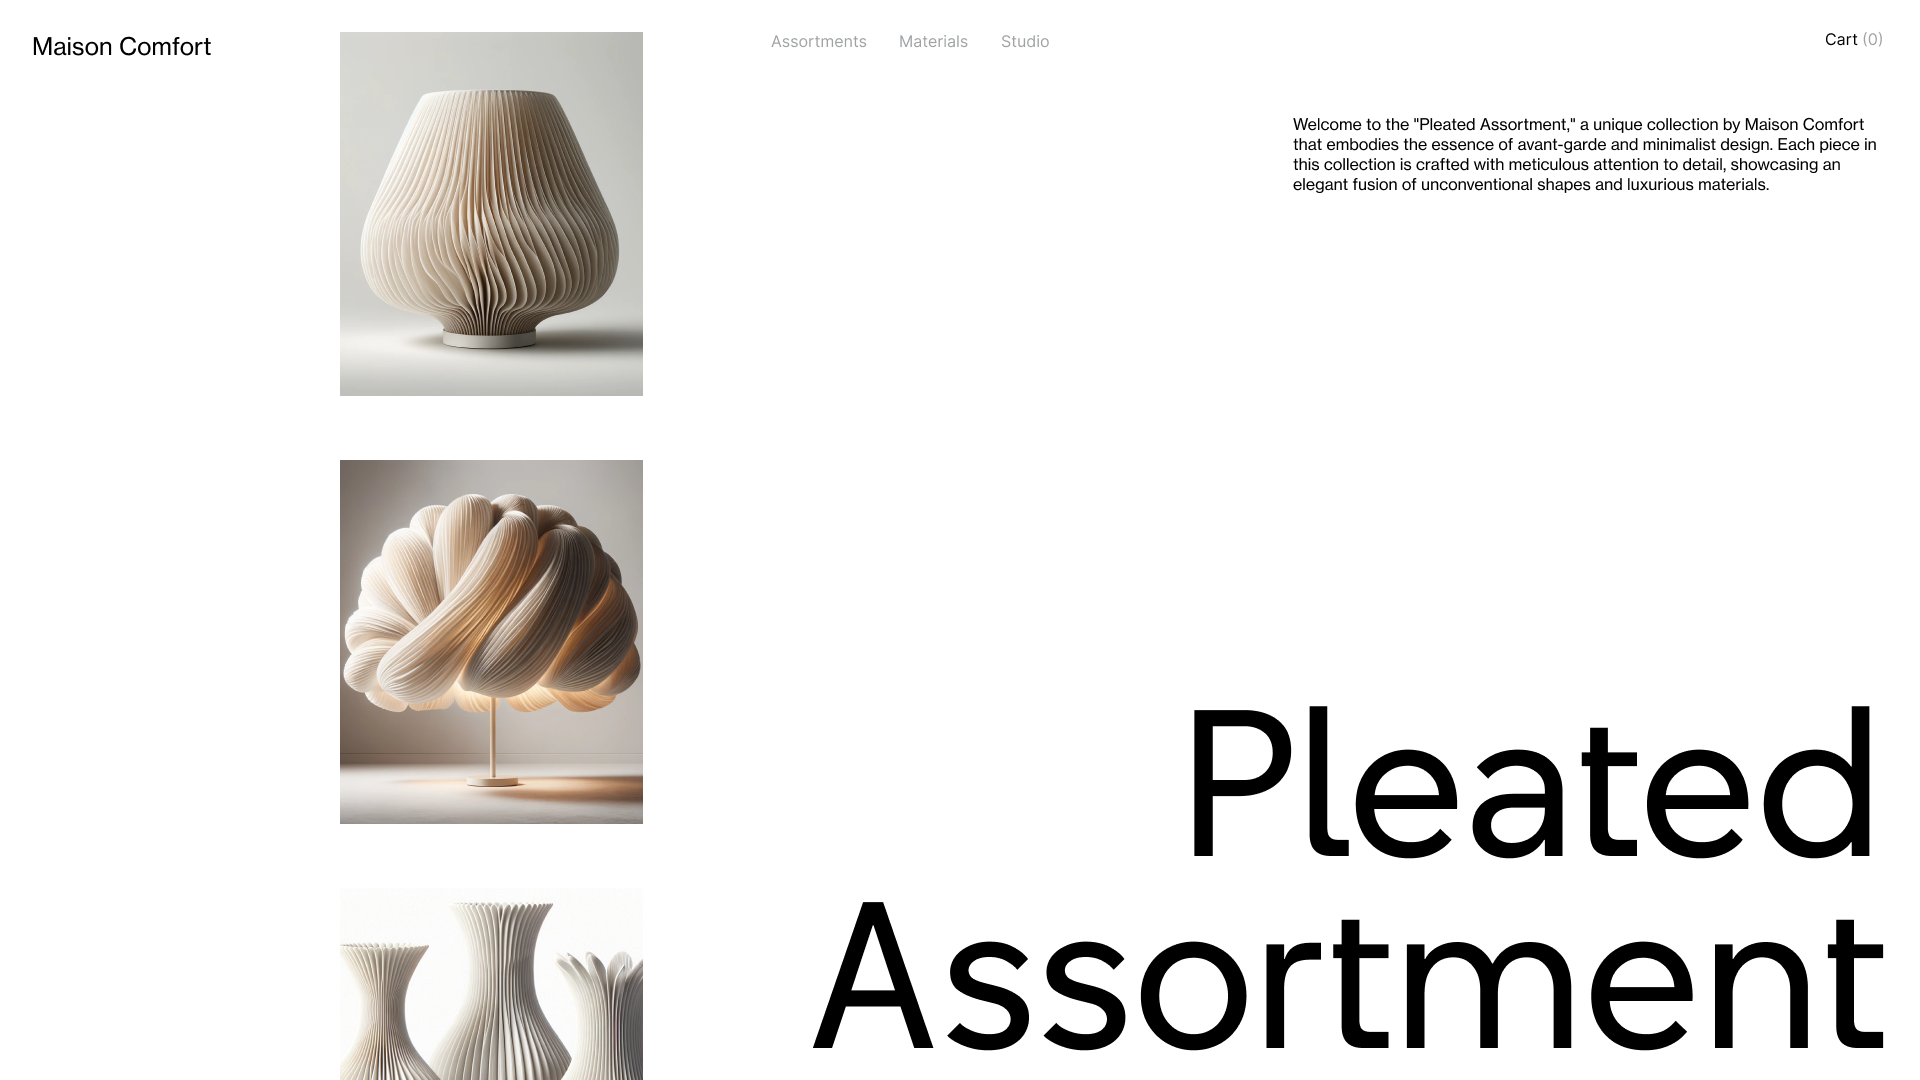 Maison Comfort
Assortments
Materials
Studio
Cart (0)
Welcome to the "Pleated Assortment," a unique collection by Maison Comfort
that embodies the essence of avant-garde and minimalist design. Each piece in
this collection is crafted with meticulous attention to detail, showcasing an
elegant fusion of unconventional shapes and luxurious materials.
Pleated
Assortment